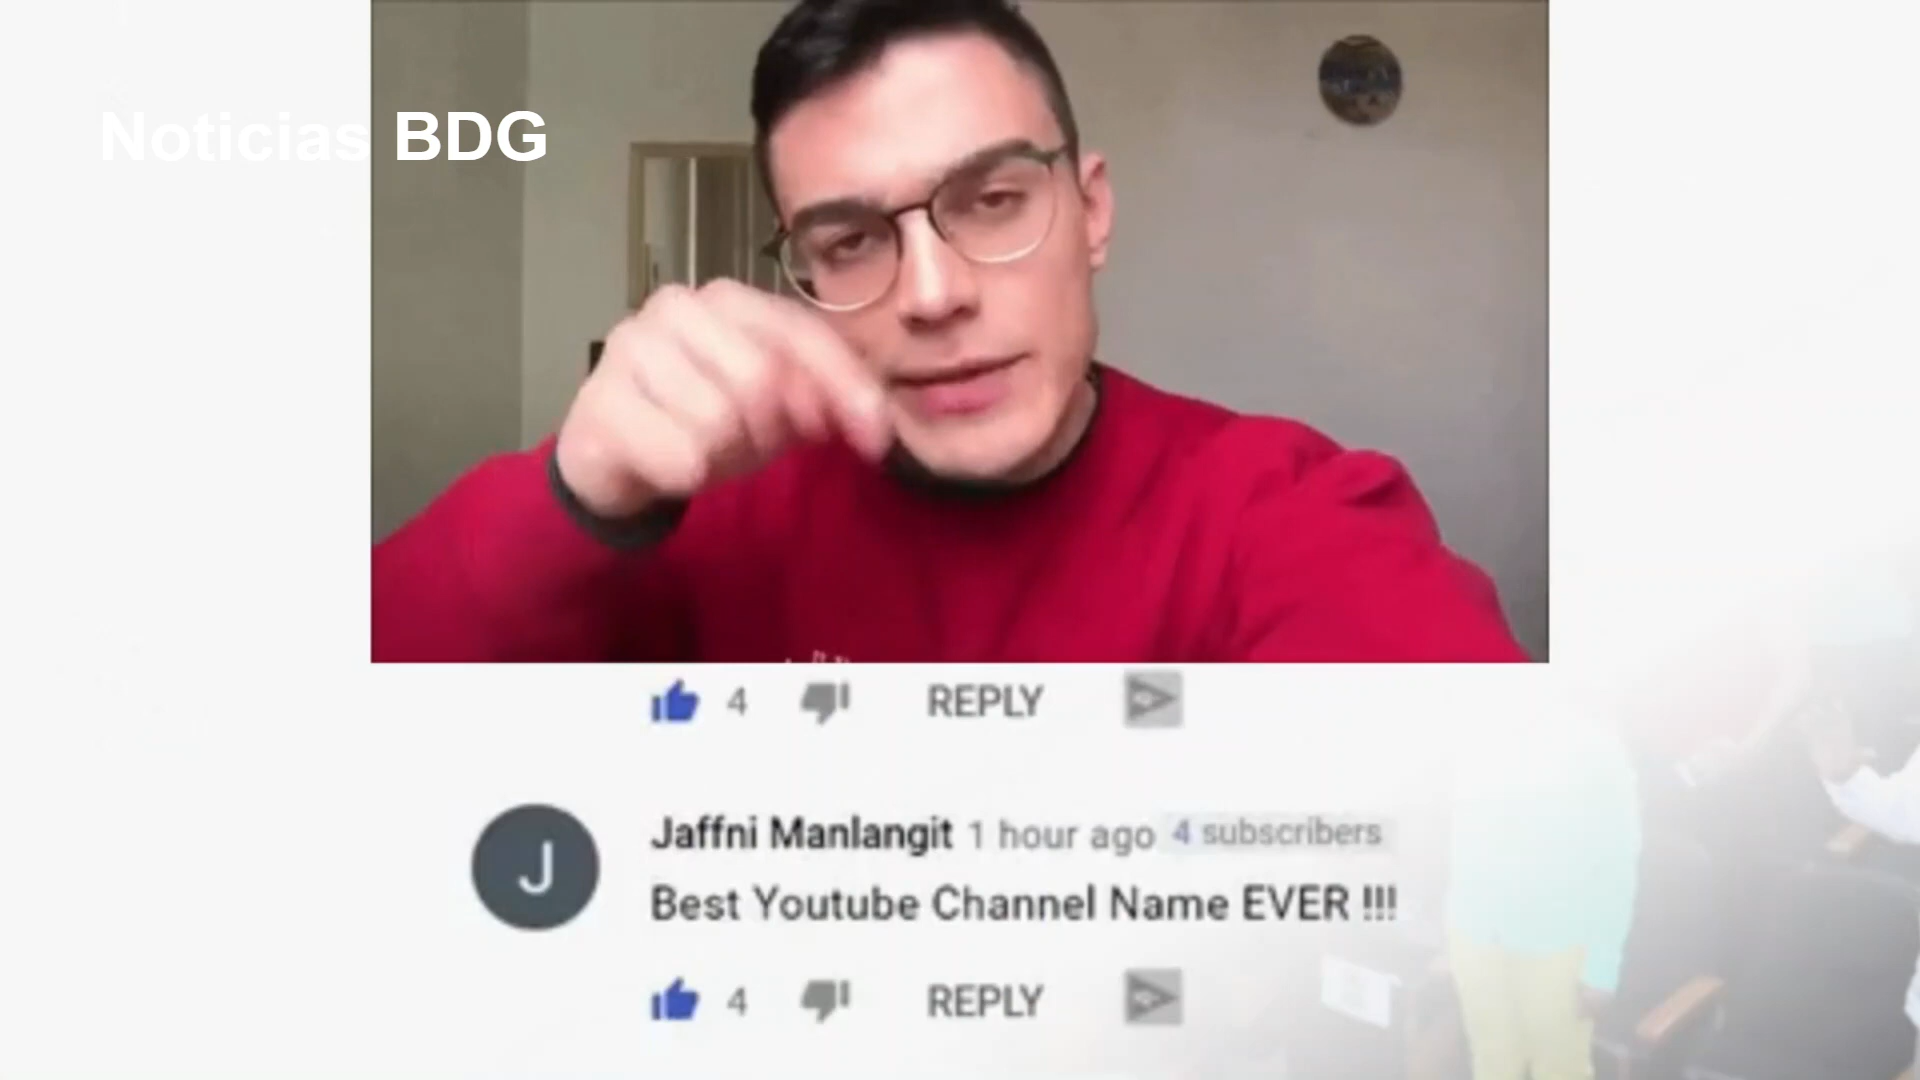 Noticias BDG
4 REPLY
J
Jaffni Manlangit 1 hour ago 4 subscribers
Best Youtube Channel Name EVER !!!
4 REPLY